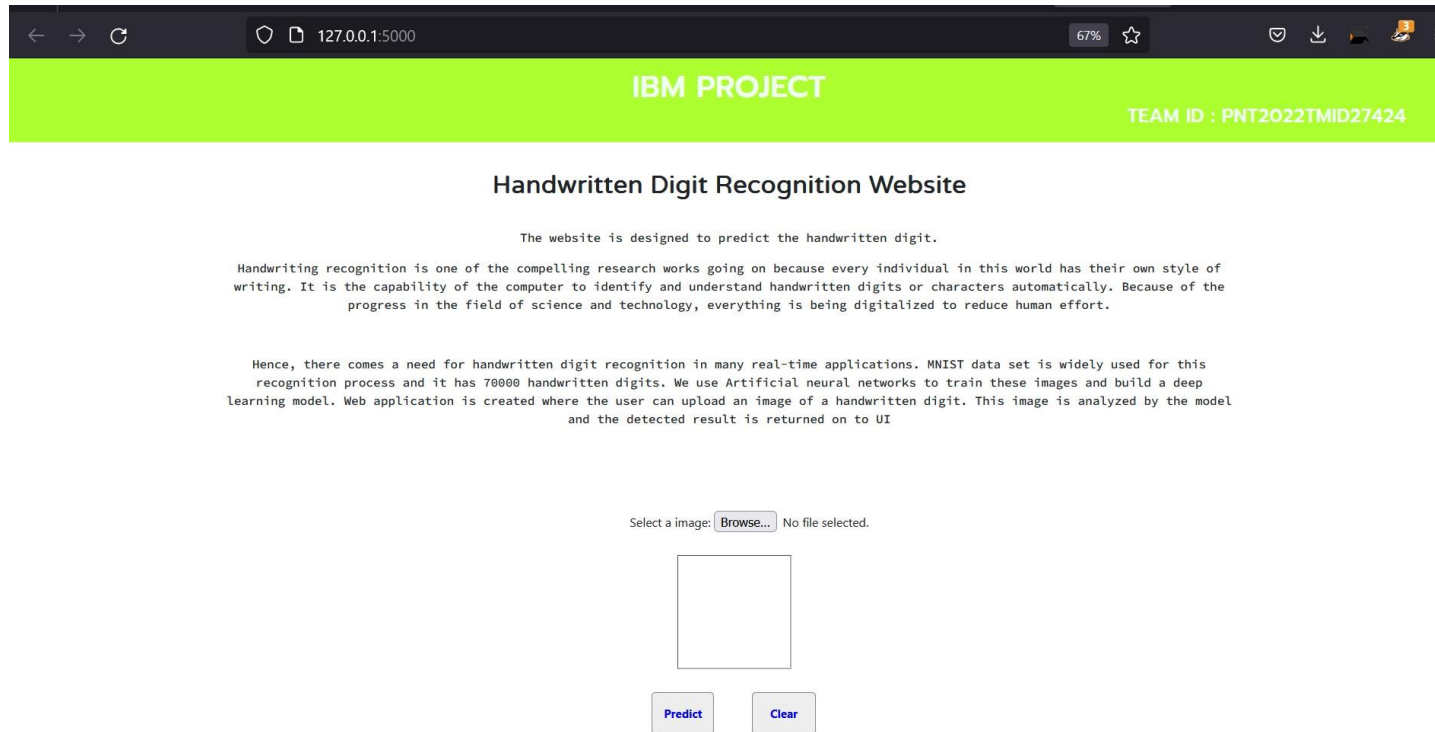 127.0.0.1:5000
67%
3
IBM PROJECT
TEAM ID : PNT2022TMID27424
Handwritten Digit Recognition Website
The website is designed to predict the handwritten digit.
Handwriting recognition is one of the compelling research works going on because every individual in this world has their own style of
writing. It is the capability of the computer to identify and understand handwritten digits or characters automatically. Because of the
progress in the field of science and technology, everything is being digitalized to reduce human effort.
Hence, there comes a need for handwritten digit recognition in many real-time applications. MNIST data set is widely used for this
recognition process and it has 70000 handwritten digits. We use Artificial neural networks to train these images and build a deep
learning model. Web application is created where the user can upload an image of a handwritten digit. This image is analyzed by the model
and the detected result is returned on to UI
Select a image: Browse... No file selected.
Predict Clear